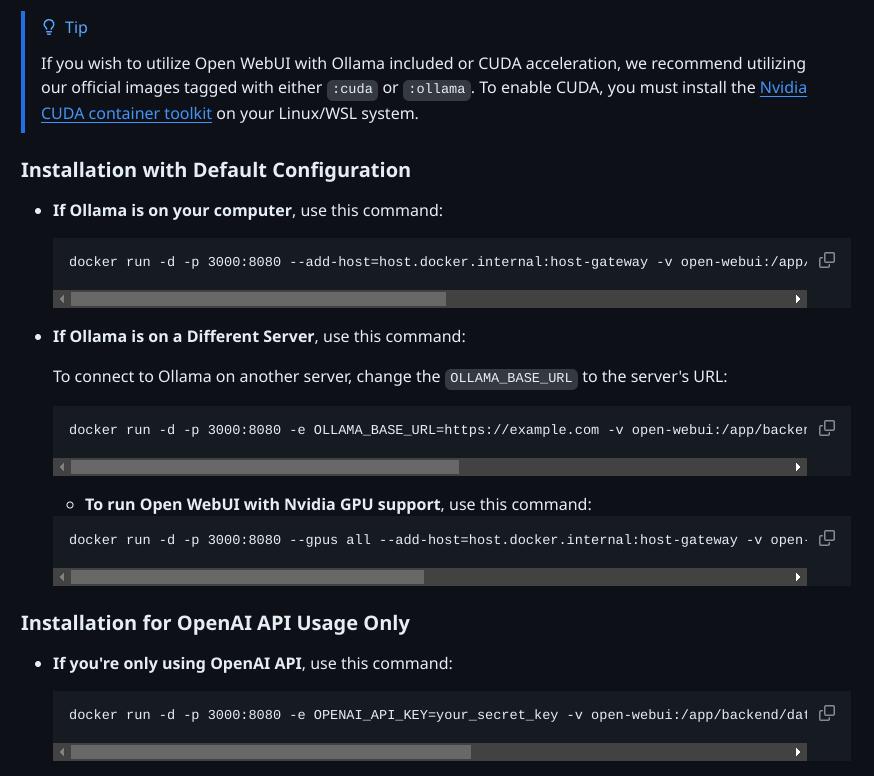 Tip
If you wish to utilize Open WebUI with Ollama included or CUDA acceleration, we recommend utilizing
our official images tagged with either :cuda or :ollama. To enable CUDA, you must install the Nvidia
CUDA container toolkit on your Linux/WSL system.
Installation with Default Configuration
• If Ollama is on your computer, use this command:
docker run -d -p 3000:8080 --add-host=host.docker.internal:host-gateway -v open-webui:/app/
• If Ollama is on a Different Server, use this command:
To connect to Ollama on another server, change the OLLAMA_BASE_URL to the server's URL:
docker run -d -p 3000:8080 -e OLLAMA_BASE_URL=https://example.com -v open-webui:/app/backen
◦ To run Open WebUI with Nvidia GPU support, use this command:
docker run -d -p 3000:8080 --gpus all --add-host=host.docker.internal:host-gateway -v open-
Installation for OpenAI API Usage Only
• If you're only using OpenAI API, use this command:
docker run -d -p 3000:8080 -e OPENAI_API_KEY=your_secret_key -v open-webui:/app/backend/dat